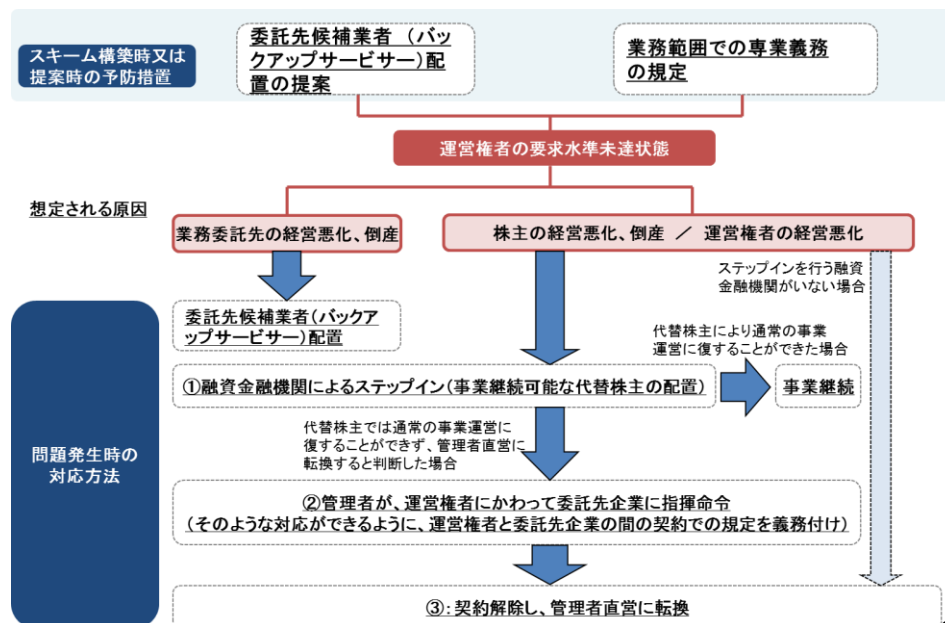 スキーム構築時又は
提案時の予防措置
委託先候補業者 （バッ
クアップサービサー）配
置の提案
業務範囲での専業義務
の規定
運営権者の要求水準未達状態
想定される原因
業務委託先の経営悪化、倒産
株主の経営悪化、倒産 ／ 運営権者の経営悪化
ステップインを行う融資
金融機関がいない場合
委託先候補業者（バックア
ップサービサー）配置
代替株主により通常の事業
運営に復することができた場合
①融資金融機関によるステップイン（事業継続可能な代替株主の配置）
事業継続
代替株主では通常の事業運営に
復することができず、管理者直営に
転換すると判断した場合
問題発生時の
対応方法
②管理者が、運営権者にかわって委託先企業に指揮命令
（そのような対応ができるように、運営権者と委託先企業の間の契約での規定を義務付け）
③：契約解除し、管理者直営に転換